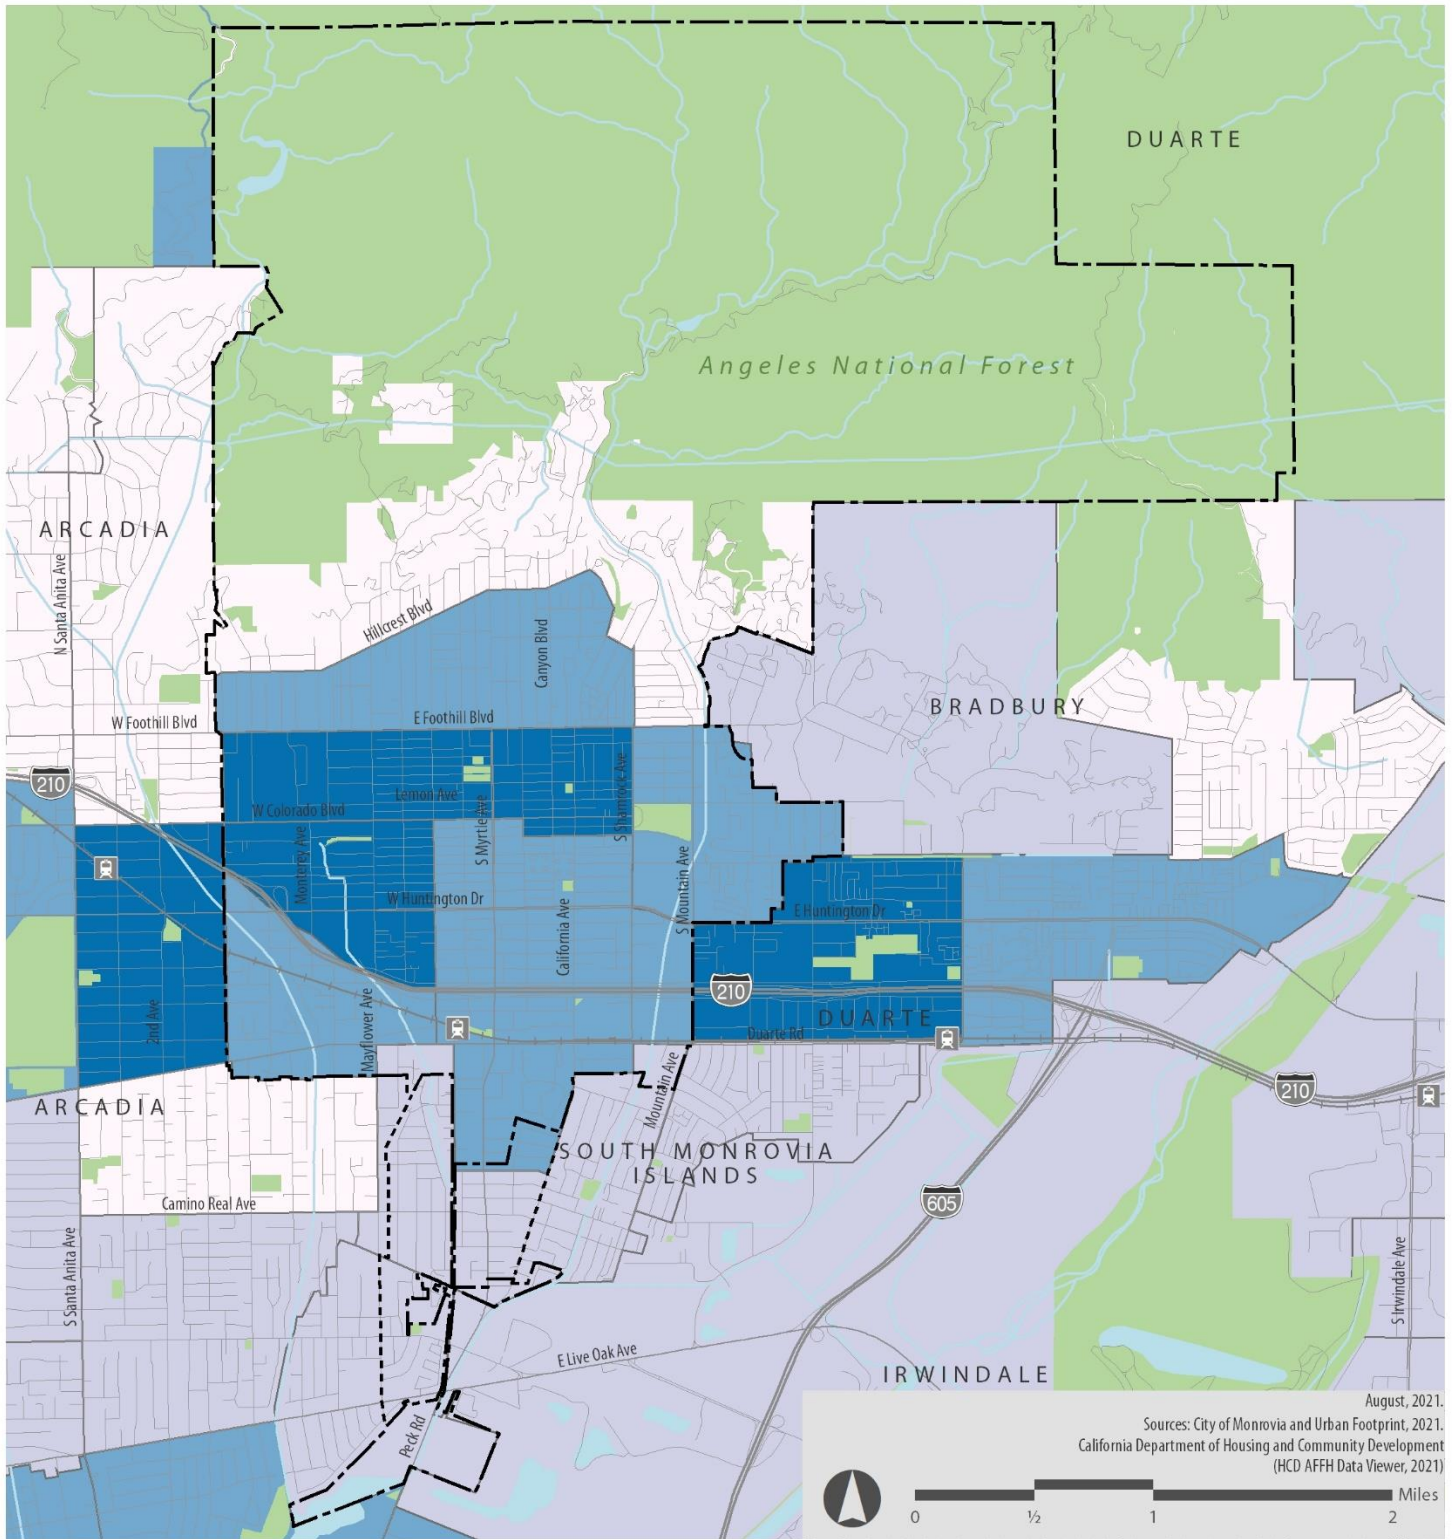 DUARTE
Angeles National Forest
ARCADIA
N Santa Anita Ave
Hillcrest Blvd
Canyon Blvd
BRADBURY
W Foothill Blvd
E Foothill Blvd
210
Lemon Ave
W Colorado Blvd
S Myrtle Ave
S Shamrock Ave
Monterey Ave
S Mountain Ave
W Huntington Dr
E Huntington Dr
California Ave
210
2nd Ave
Mayflower Ave
DUARTE
Duarte Rd
210
ARCADIA
Mountain Ave
SOUTH MONROVIA
ISLANDS
Camino Real Ave
605
S Santa Anita Ave
S Irwindale Ave
E Live Oak Ave
IRWINDALE
Peck Rd
August, 2021.
Sources: City of Monrovia and Urban Footprint, 2021.
California Department of Housing and Community Development
(HCD AFFH Data Viewer, 2021)
Miles
0 ½ 1 2